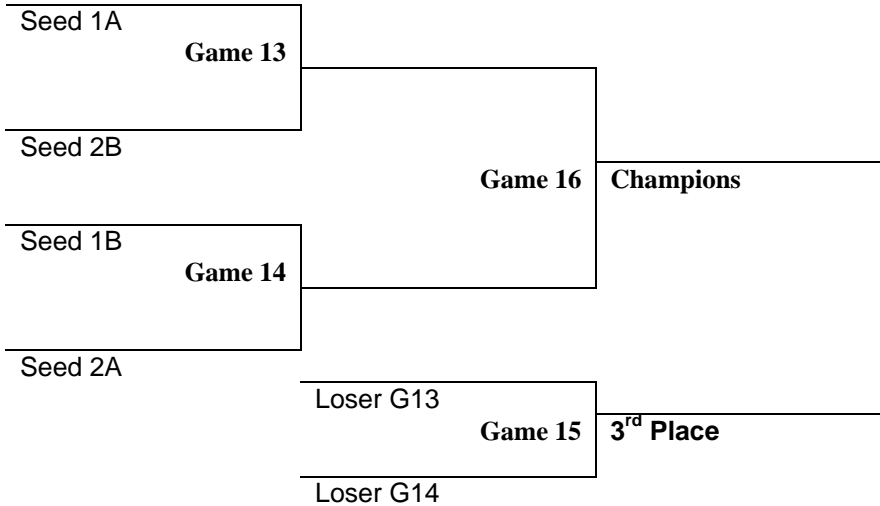 Seed 1A
Game 13
Seed 2B
Game 16
Champions
Seed 1B
Game 14
Seed 2A
Loser G13
Game 15
3rd Place
Loser G14